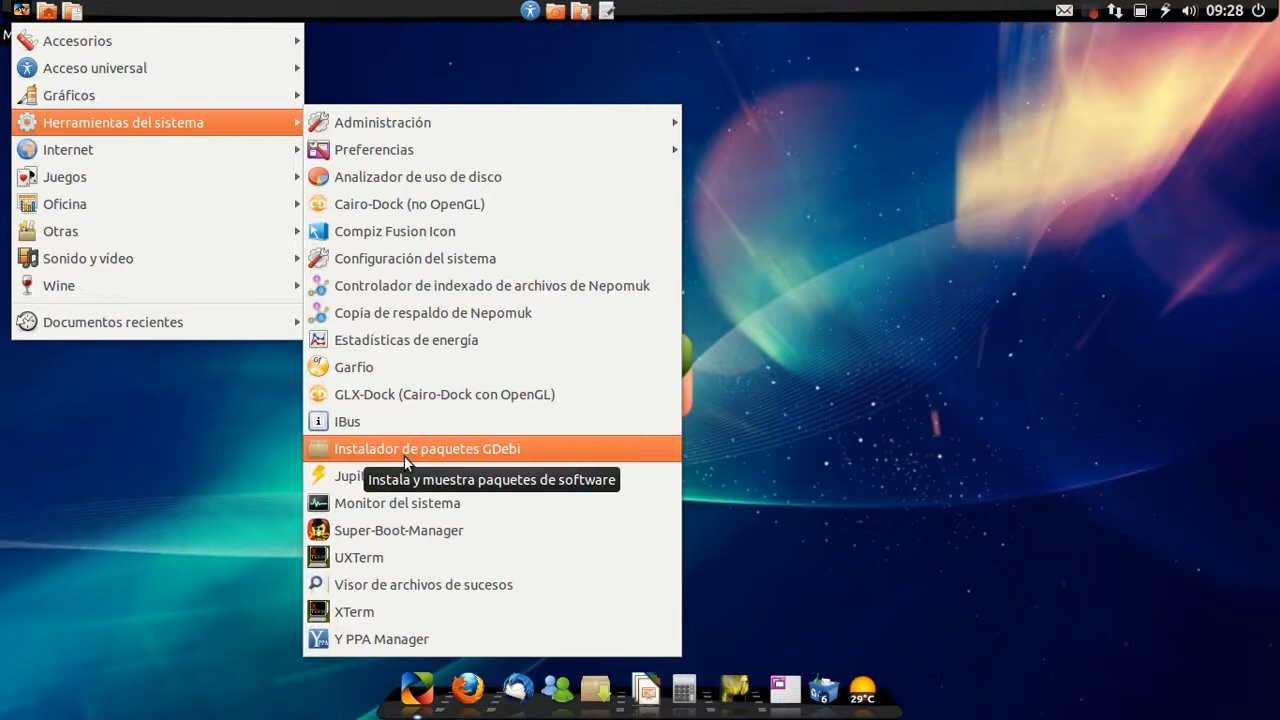 09:28
M
Accesorios
Acceso universal
Gráficos
Herramientas del sistema
Internet
Juegos
Oficina
Otras
Sonido y vídeo
Wine
Documentos recientes
Administración
Preferencias
Analizador de uso de disco
Cairo-Dock (no OpenGL)
Compiz Fusion Icon
Configuración del sistema
Controlador de indexado de archivos de Nepomuk
Copia de respaldo de Nepomuk
Estadísticas de energía
Garfio
GLX-Dock (Cairo-Dock con OpenGL)
IBus
Instalador de paquetes GDebi
Jupi
Instala y muestra paquetes de software
Monitor del sistema
Super-Boot-Manager
UXTerm
Visor de archivos de sucesos
XTerm
Y PPA Manager
6
29°C